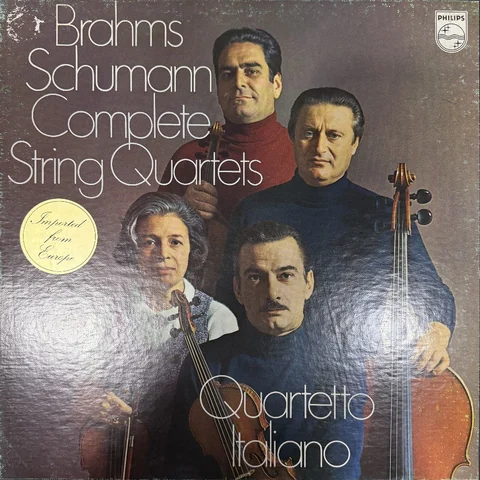 Brahms
Schumann
Complete
String Quartets
PHILIPS
Imported
from
Europe
Quartetto
Italiano